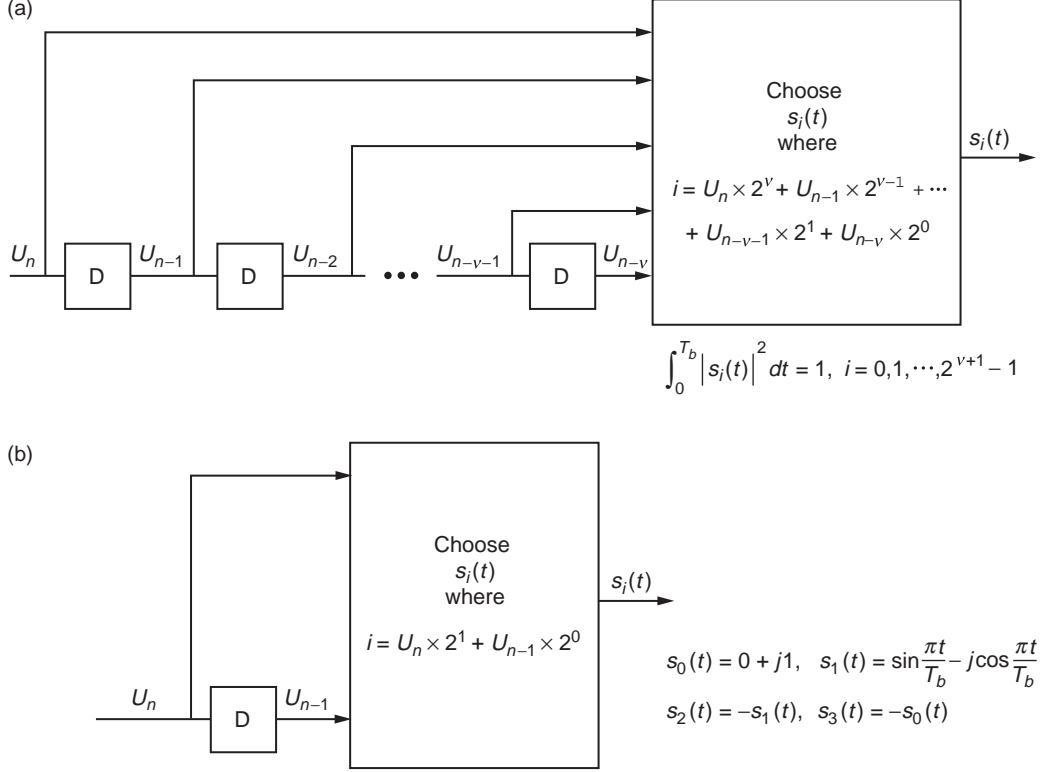 (a)
Choose
s_i(t)
where
i = U_n × 2^ν + U_{n−1} × 2^{ν−1} + ⋯
+ U_{n−ν−1} × 2^1 + U_{n−ν} × 2^0
s_i(t)
U_n D U_{n−1} D U_{n−2} ••• U_{n−ν−1} D U_{n−ν}
∫_0^{T_b} |s_i(t)|^2 dt = 1, i = 0,1,⋯,2^{ν+1} − 1
(b)
Choose
s_i(t)
where
i = U_n × 2^1 + U_{n−1} × 2^0
s_i(t)
U_n D U_{n−1}
s_0(t) = 0 + j1, s_1(t) = sin πt/T_b − jcos πt/T_b
s_2(t) = −s_1(t), s_3(t) = −s_0(t)